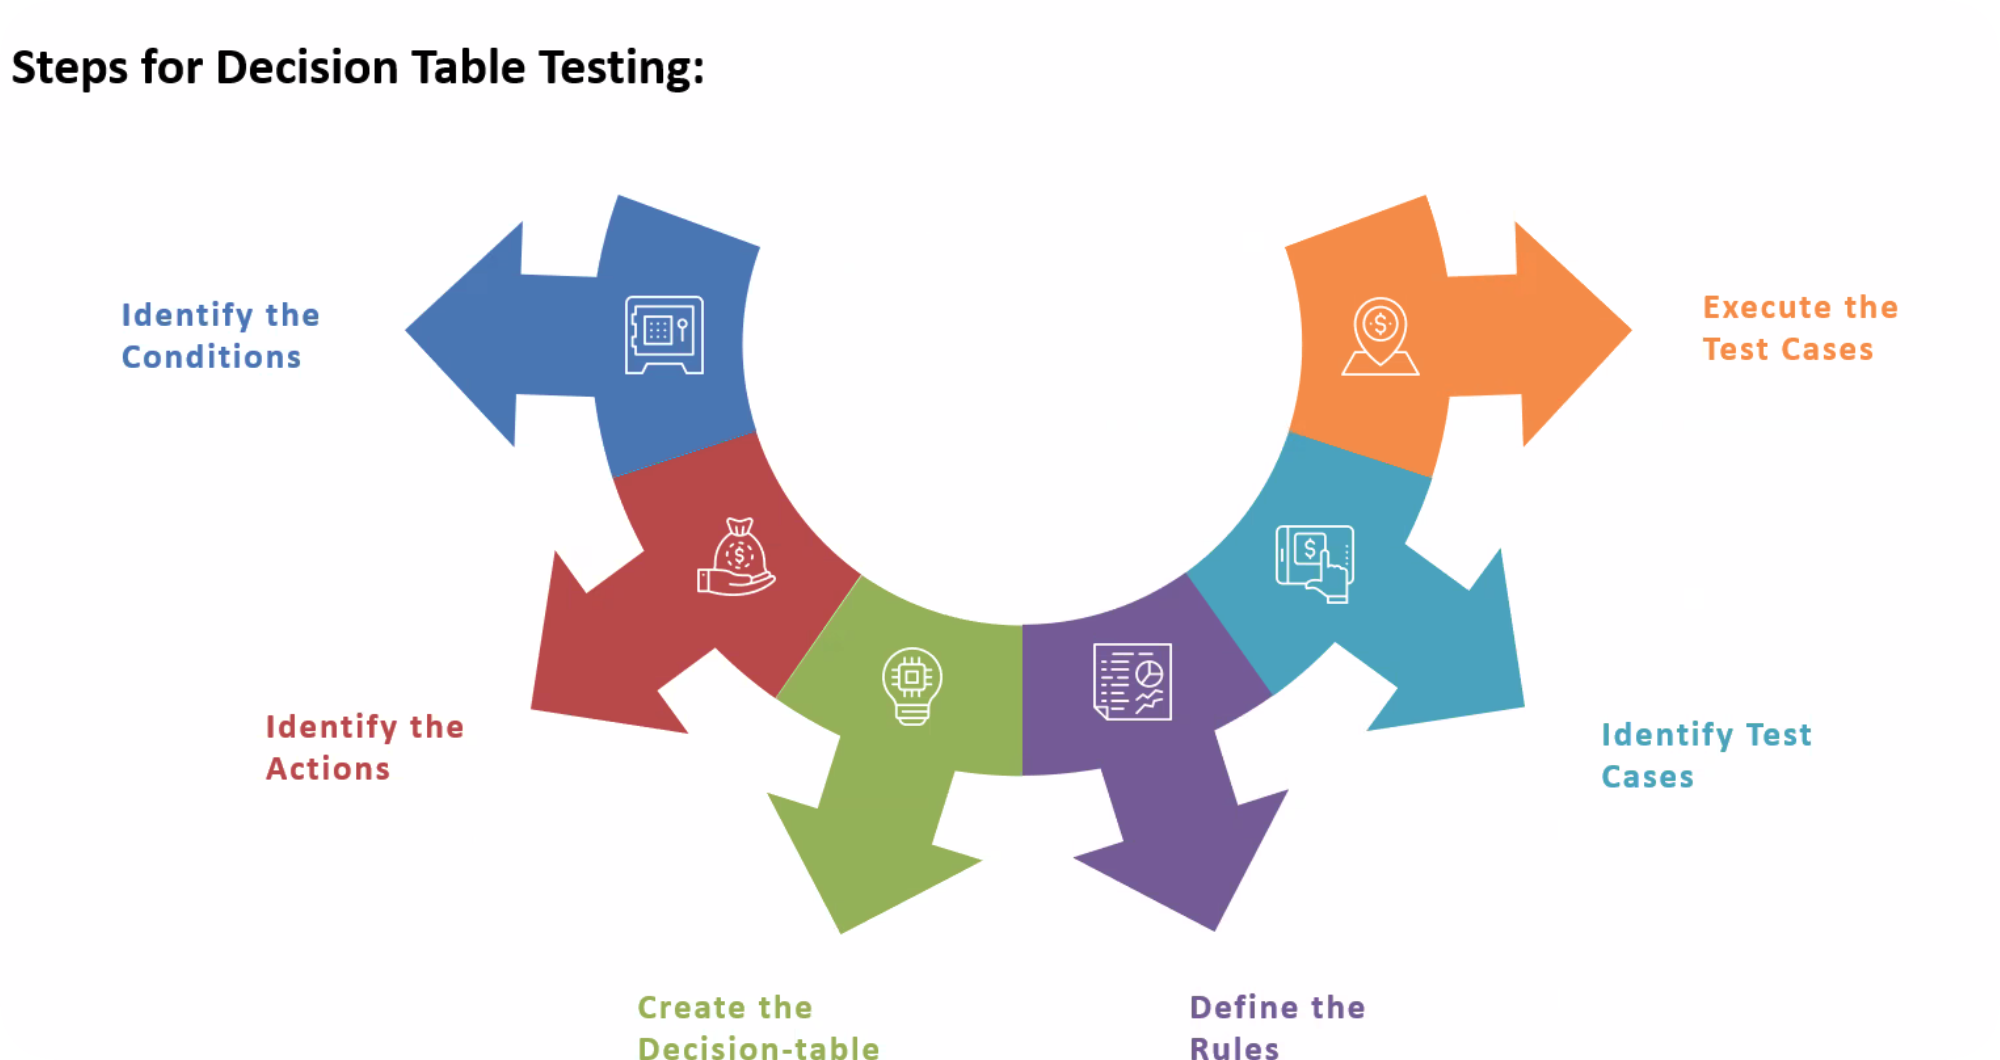 Steps for Decision Table Testing:
Identify the
Conditions
Identify the
Actions
Create the
Decision-table
Define the
Rules
Identify Test
Cases
Execute the
Test Cases